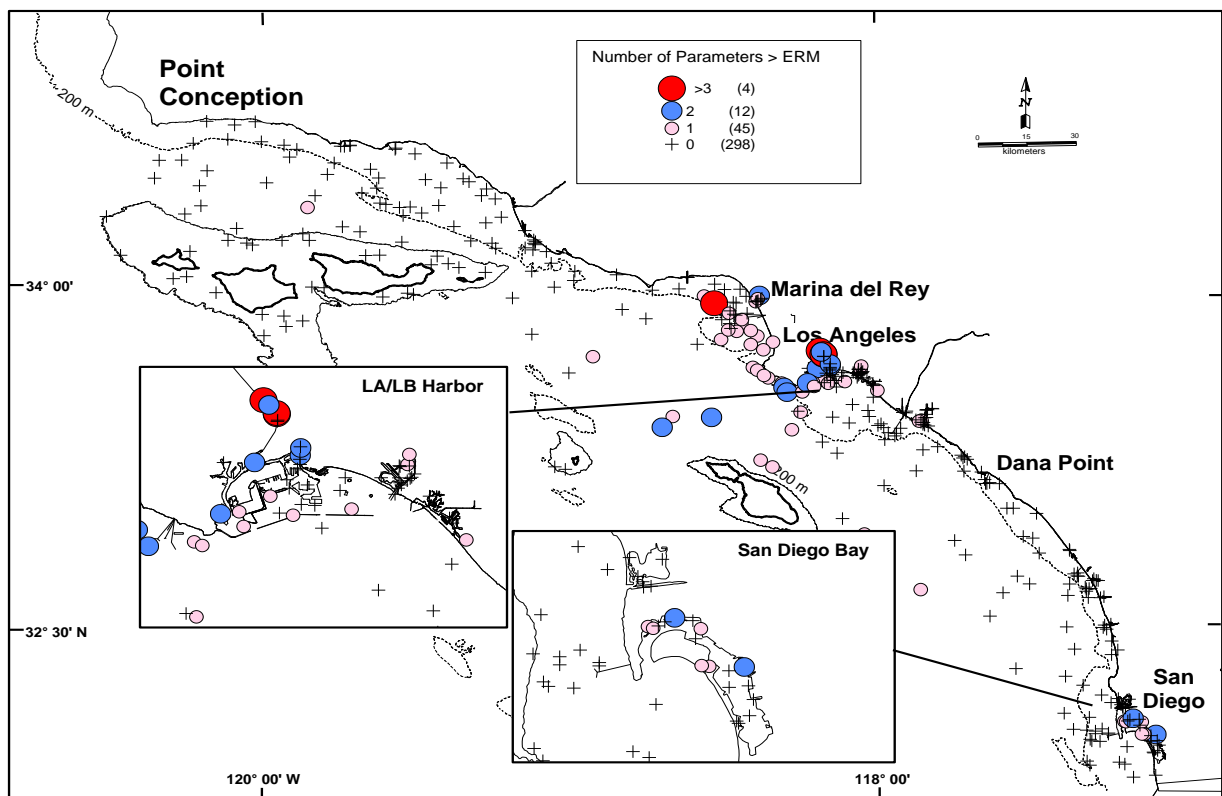 Point
Conception
200 m
Number of Parameters > ERM
>3 (4)
2 (12)
1 (45)
0 (298)
N
0 15 30
kilometers
34° 00'
Marina del Rey
Los Angeles
LA/LB Harbor
Dana Point
200 m
San Diego Bay
32° 30' N
San
Diego
120° 00' W
118° 00'